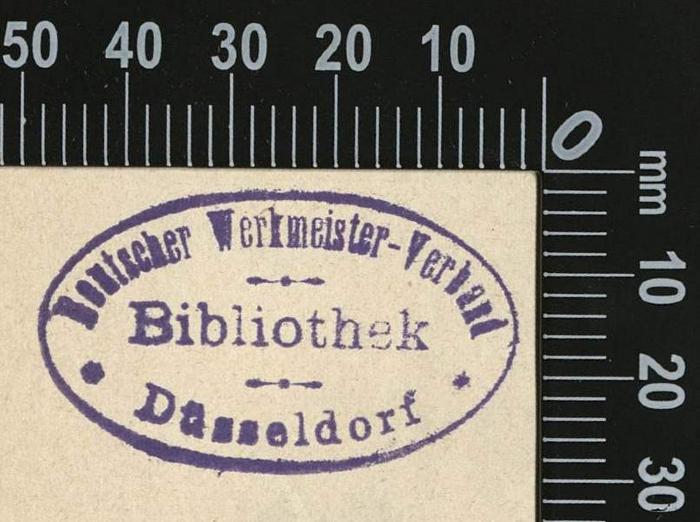 50 40 30 20 10 0
mm
10
20
30
Deutscher Werkmeister-Verband
Bibliothek
Düsseldorf